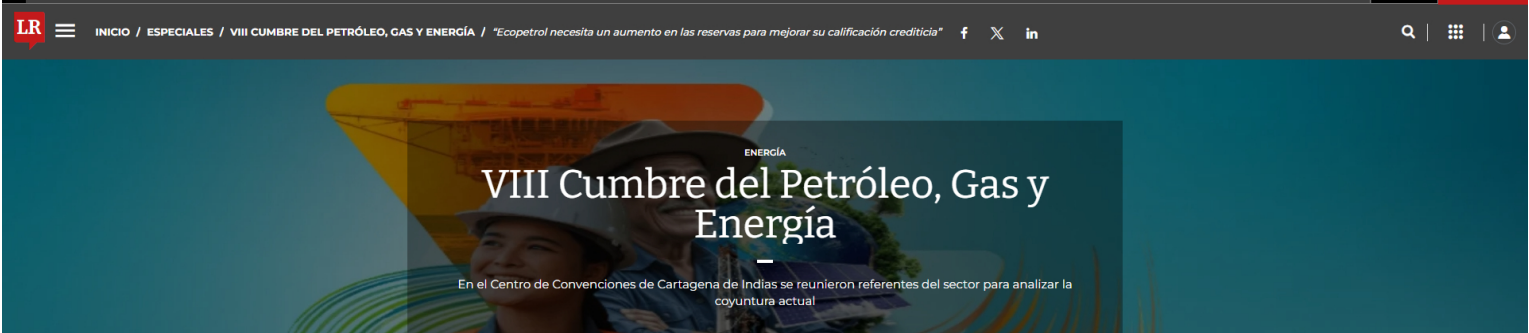 LR
INICIO / ESPECIALES / VIII CUMBRE DEL PETRÓLEO, GAS Y ENERGÍA / "Ecopetrol necesita un aumento en las reservas para mejorar su calificación crediticia" f X in
ENERGÍA
VIII Cumbre del Petróleo, Gas y
Energía
En el Centro de Convenciones de Cartagena de Indias se reunieron referentes del sector para analizar la
coyuntura actual